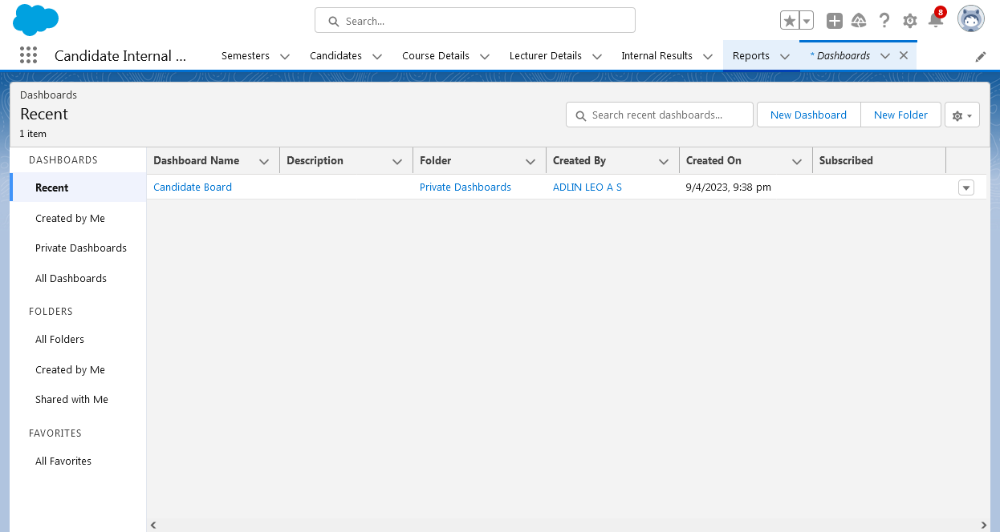 Search...
8
Candidate Internal ...
Semesters
Candidates
Course Details
Lecturer Details
Internal Results
Reports
* Dashboards
Dashboards
Recent
1 item
Search recent dashboards...
New Dashboard
New Folder
DASHBOARDS
Recent
Created by Me
Private Dashboards
All Dashboards
FOLDERS
All Folders
Created by Me
Shared with Me
FAVORITES
All Favorites
Dashboard Name
Description
Folder
Created By
Created On
Subscribed
Candidate Board
Private Dashboards
ADLIN LEO A S
9/4/2023, 9:38 pm